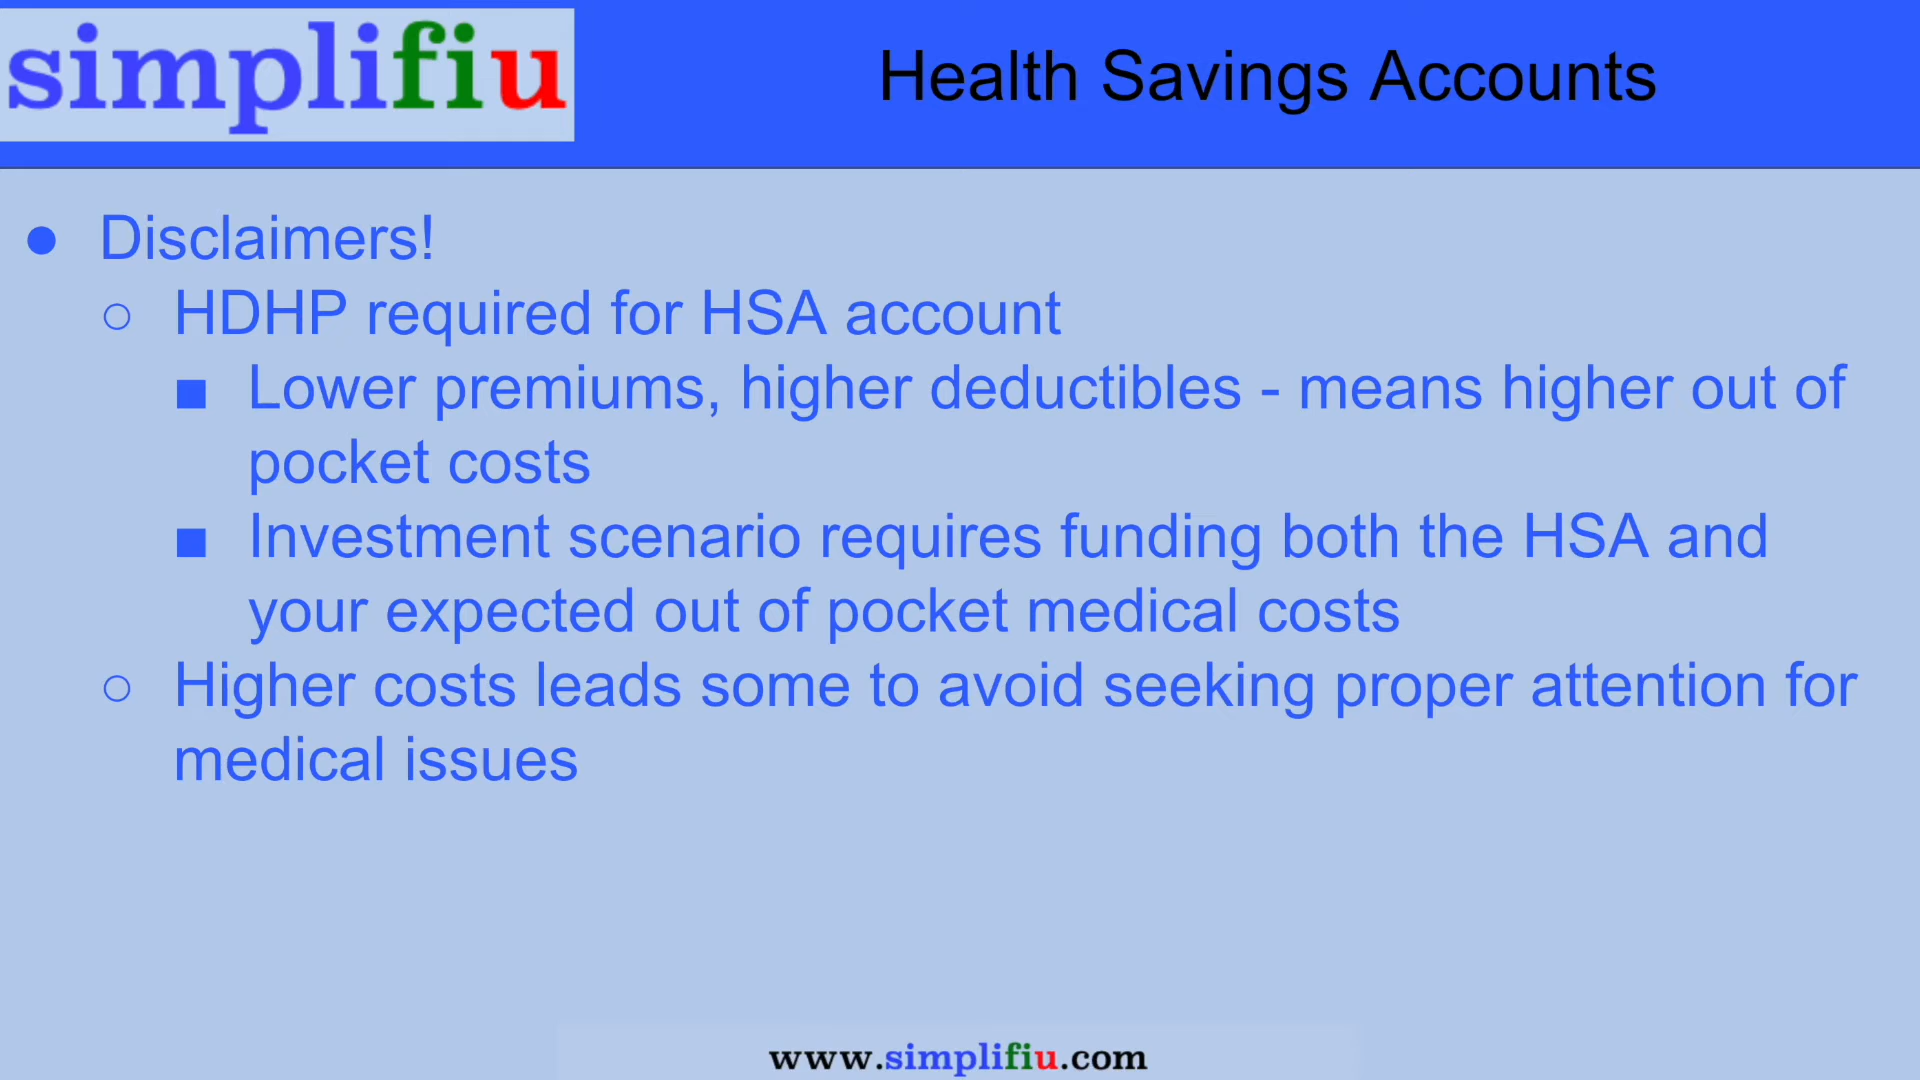 simplifiu
Health Savings Accounts
● Disclaimers!
○ HDHP required for HSA account
■ Lower premiums, higher deductibles - means higher out of
pocket costs
■ Investment scenario requires funding both the HSA and
your expected out of pocket medical costs
○ Higher costs leads some to avoid seeking proper attention for
medical issues
www.simplifiu.com